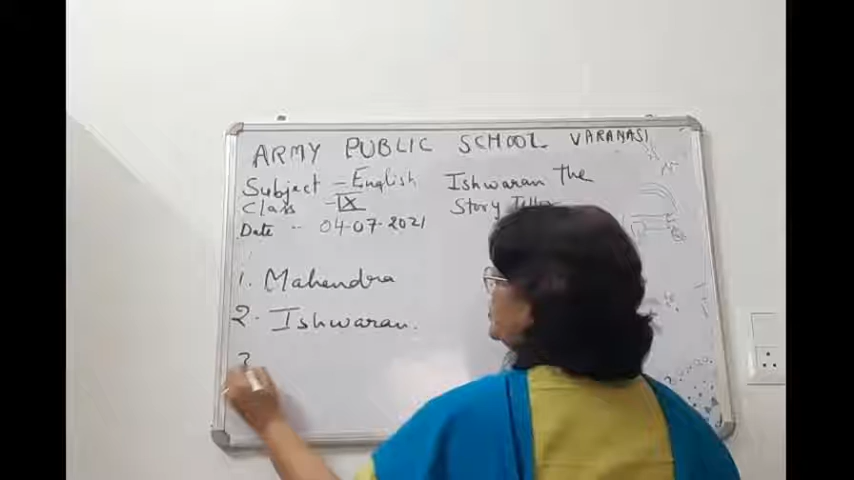 ARMY PUBLIC SCHOOL VARANASI
Subject - English
Class - IX
Date - 04-07-2021
Ishwaran The
Story Teller
1. Mahendra
2. Ishwaran.
3